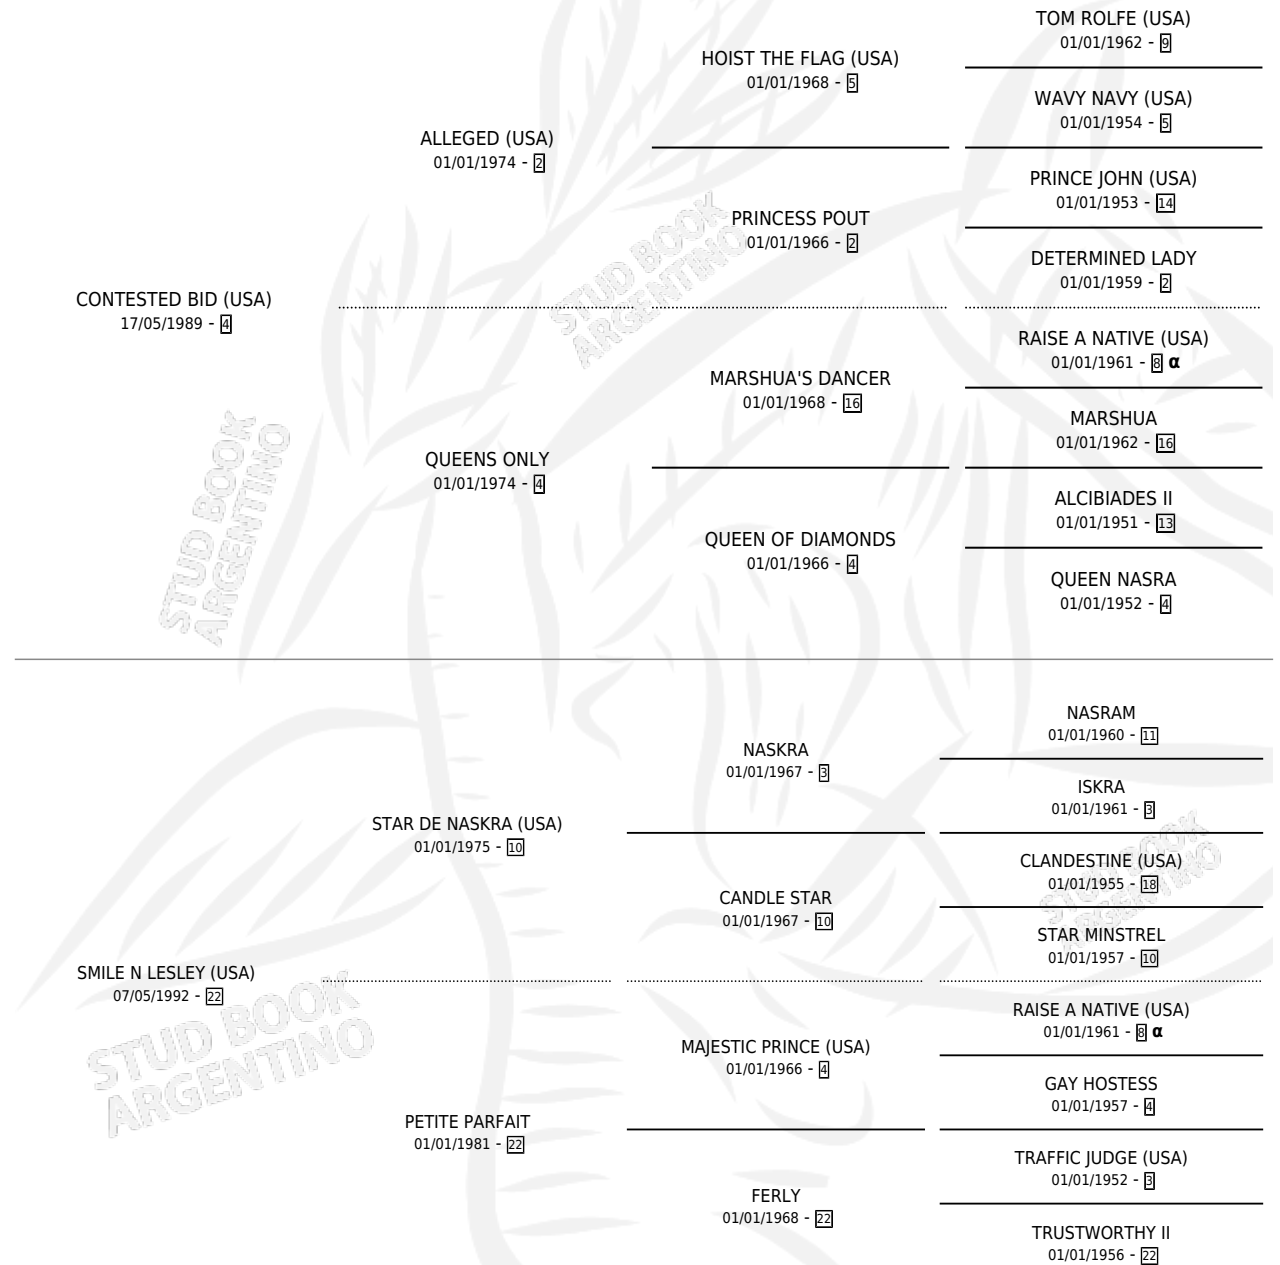 TOM ROLFE (USA)
01/01/1962 - 9
HOIST THE FLAG (USA)
01/01/1968 - 5
WAVY NAVY (USA)
01/01/1954 - 5
ALLEGED (USA)
01/01/1974 - 2
PRINCE JOHN (USA)
01/01/1953 - 14
PRINCESS POUT
01/01/1966 - 2
DETERMINED LADY
01/01/1959 - 2
CONTESTED BID (USA)
17/05/1989 - 4
RAISE A NATIVE (USA)
01/01/1961 - 8 α
MARSHUA'S DANCER
01/01/1968 - 16
MARSHUA
01/01/1962 - 16
QUEENS ONLY
01/01/1974 - 4
ALCIBIADES II
01/01/1951 - 13
QUEEN OF DIAMONDS
01/01/1966 - 4
QUEEN NASRA
01/01/1952 - 4
NASRAM
01/01/1960 - 11
NASKRA
01/01/1967 - 3
ISKRA
01/01/1961 - 3
STAR DE NASKRA (USA)
01/01/1975 - 10
CLANDESTINE (USA)
01/01/1955 - 18
CANDLE STAR
01/01/1967 - 10
STAR MINSTREL
01/01/1957 - 10
SMILE N LESLEY (USA)
07/05/1992 - 22
RAISE A NATIVE (USA)
01/01/1961 - 8 α
MAJESTIC PRINCE (USA)
01/01/1966 - 4
GAY HOSTESS
01/01/1957 - 4
PETITE PARFAIT
01/01/1981 - 22
TRAFFIC JUDGE (USA)
01/01/1952 - 3
FERLY
01/01/1968 - 22
TRUSTWORTHY II
01/01/1956 - 22
STUD BOOK
ARGENTINO
STUD BOOK
ARGENTINO
STUD BOOK
ARGENTINO
STUD BOOK
ARGENTINO